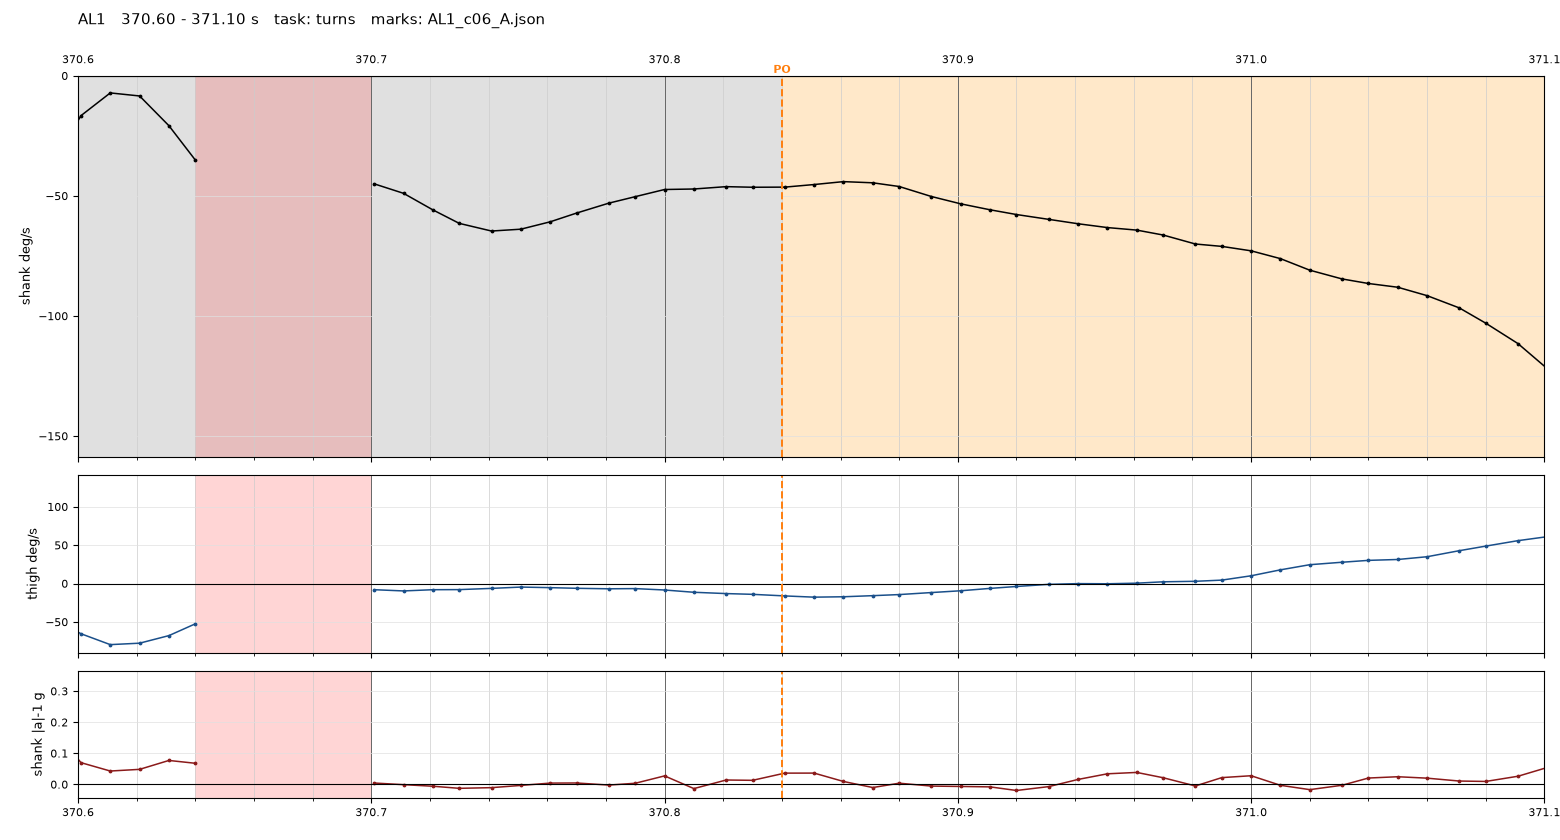 AL1   370.60 - 371.10 s   task: turns   marks: AL1_c06_A.json
370.6 370.7 370.8 370.9 371.0 371.1
PO
0
−50
−100
−150
shank deg/s
100
50
0
−50
thigh deg/s
0.3
0.2
0.1
0.0
shank |a|-1 g
370.6 370.7 370.8 370.9 371.0 371.1